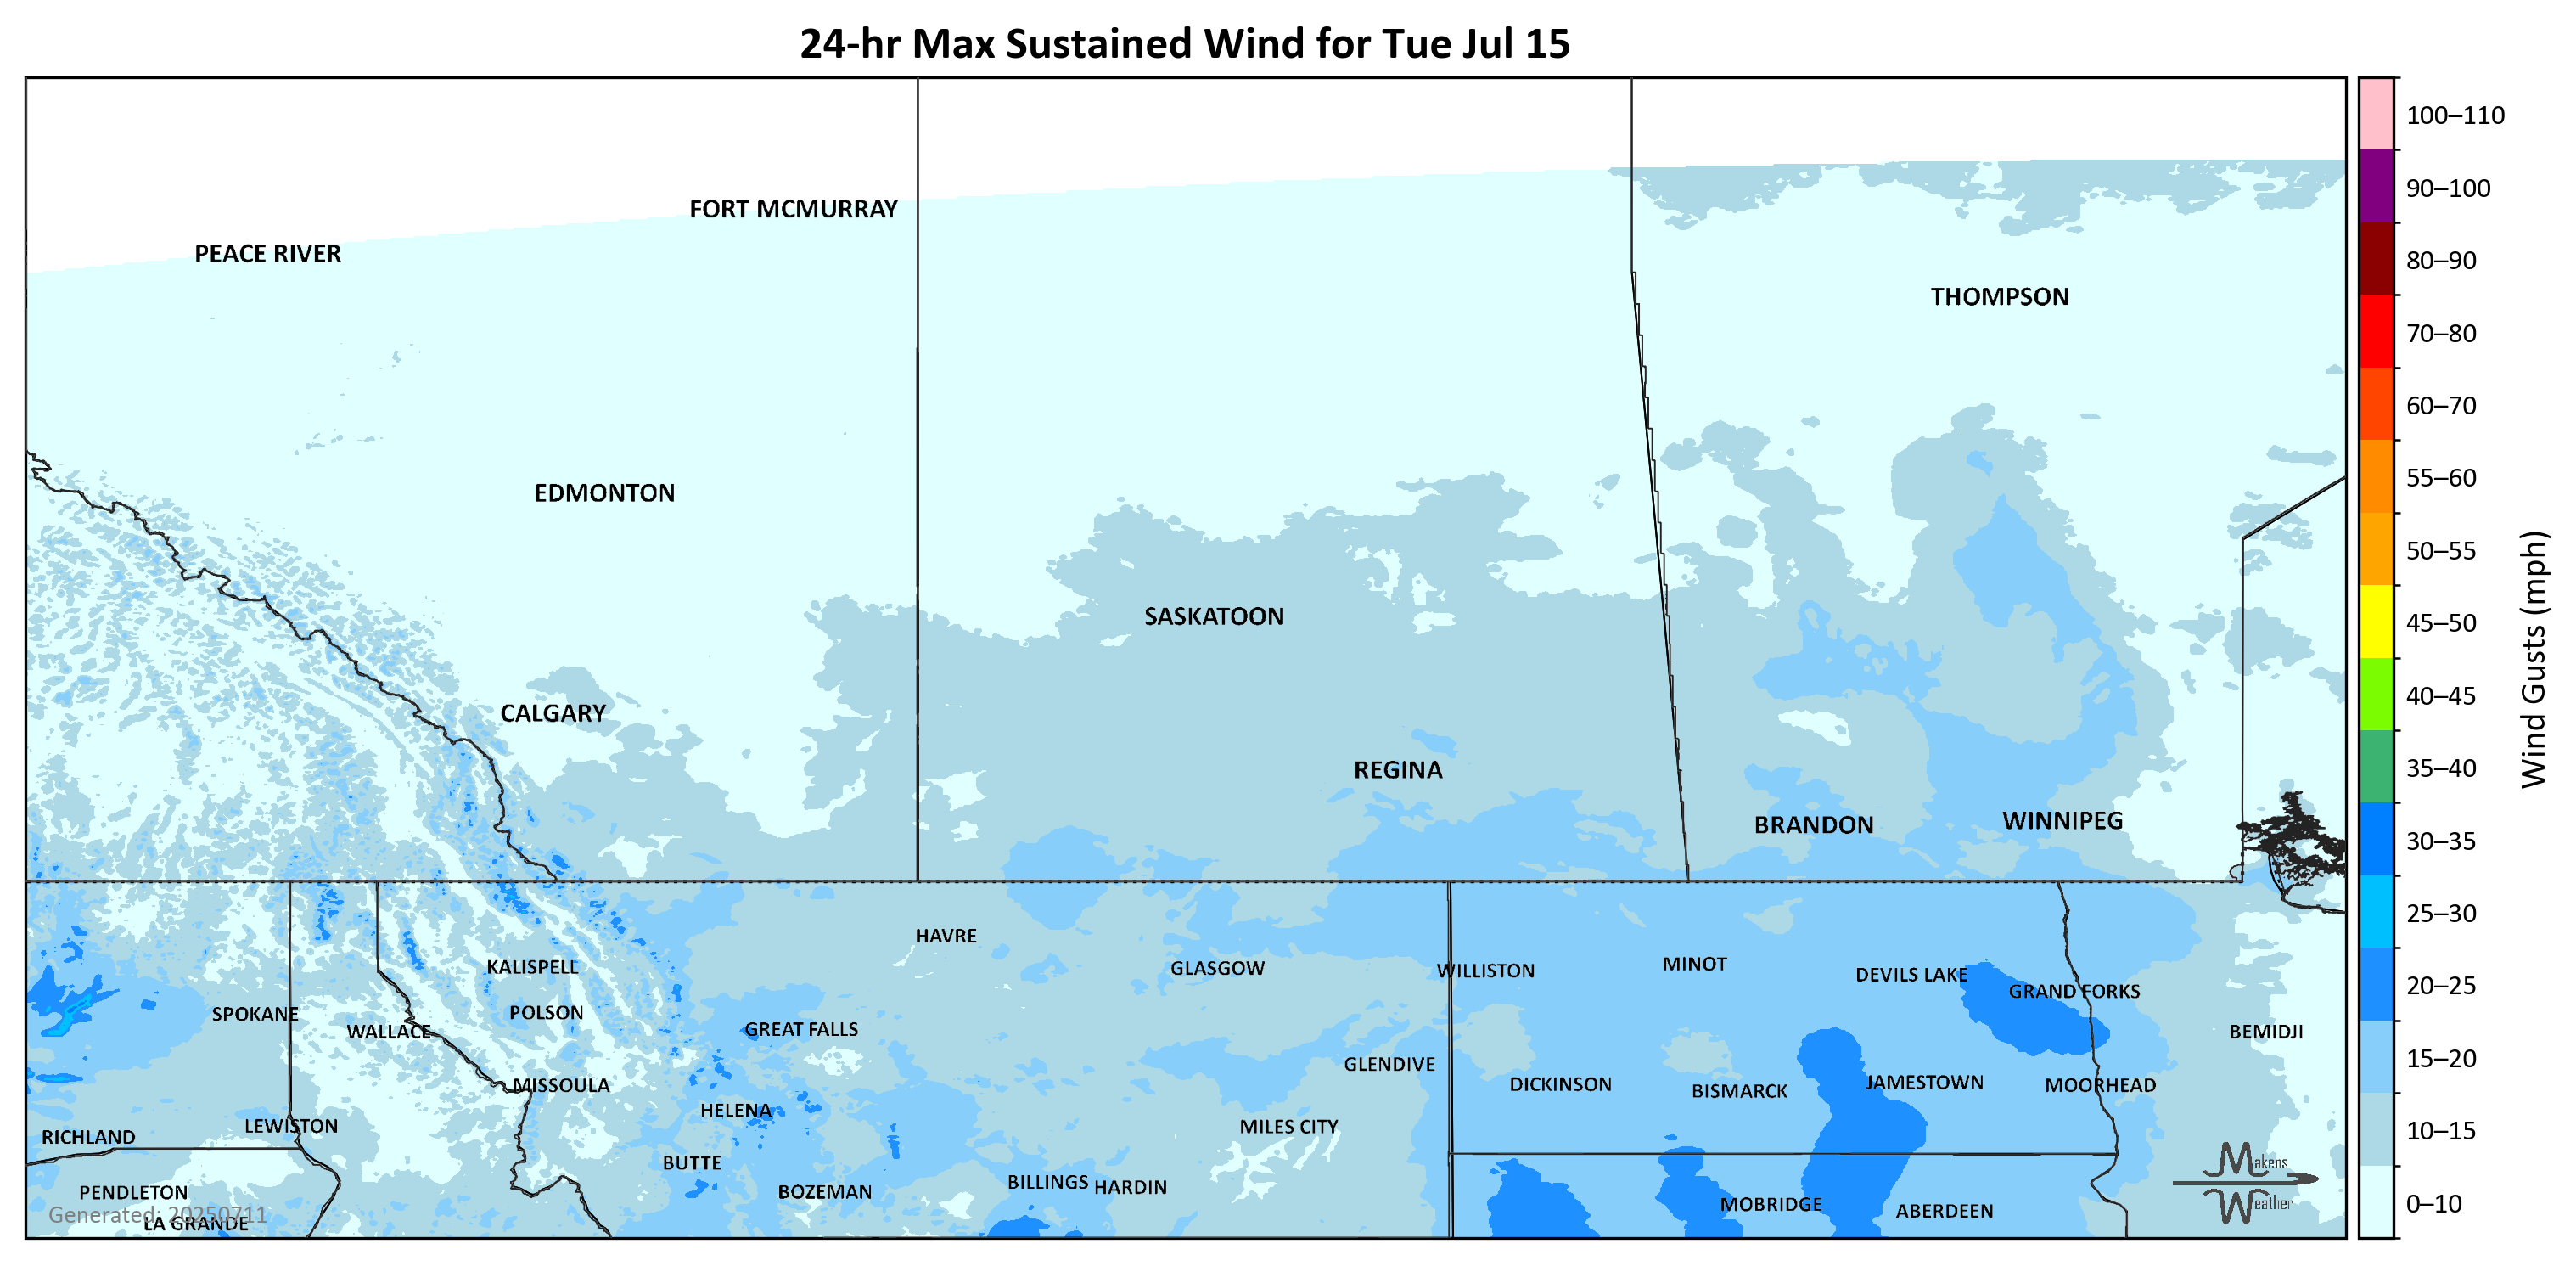 24-hr Max Sustained Wind for Tue Jul 15
FORT MCMURRAY
PEACE RIVER
THOMPSON
EDMONTON
SASKATOON
CALGARY
REGINA
BRANDON
WINNIPEG
HAVRE
KALISPELL
GLASGOW
WILLISTON
MINOT
DEVILS LAKE
GRAND FORKS
SPOKANE
POLSON
WALLACE
GREAT FALLS
BEMIDJI
GLENDIVE
MISSOULA
DICKINSON
BISMARCK
JAMESTOWN
MOORHEAD
HELENA
LEWISTON
RICHLAND
MILES CITY
BUTTE
PENDLETON
BOZEMAN
BILLINGS
HARDIN
MOBRIDGE
ABERDEEN
LA GRANDE
Generated: 20250711
Makens
Weather
100–110
90–100
80–90
70–80
60–70
55–60
50–55
45–50
40–45
35–40
30–35
25–30
20–25
15–20
10–15
0–10
Wind Gusts (mph)